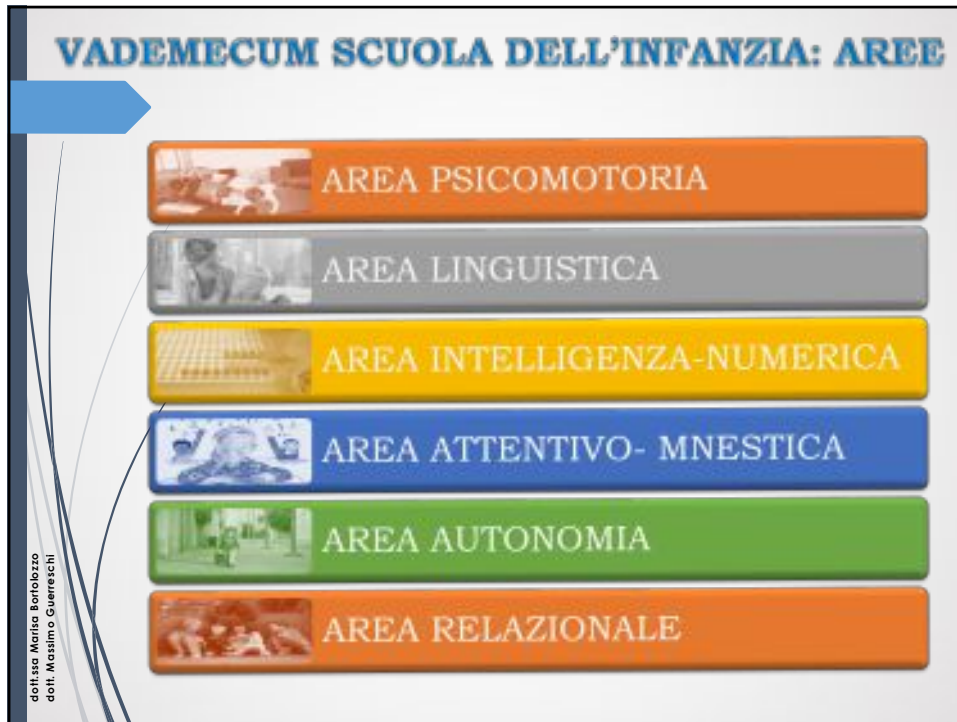 VADEMECUM SCUOLA DELL'INFANZIA: AREE
AREA PSICOMOTORIA
AREA LINGUISTICA
AREA INTELLIGENZA-NUMERICA
AREA ATTENTIVO- MNESTICA
AREA AUTONOMIA
AREA RELAZIONALE
dott.ssa Marisa Bortolozzo
dott. Massimo Guerreschi